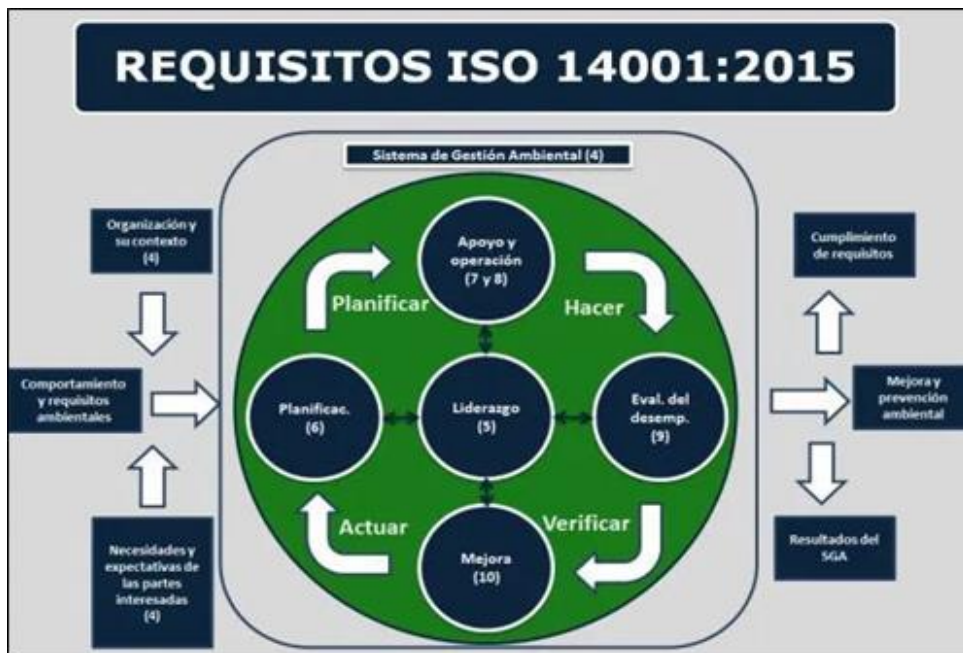 REQUISITOS ISO 14001:2015
Sistema de Gestión Ambiental (4)
Organización y
su contexto
(4)
Comportamiento
y requisitos
ambientales
Necesidades y
expectativas de
las partes
interesadas
(4)
Apoyo y
operación
(7 y 8)
Planificar
Hacer
Planificac.
(6)
Liderazgo
(5)
Eval. del
desemp.
(9)
Actuar
Verificar
Mejora
(10)
Cumplimiento
de requisitos
Mejora y
prevención
ambiental
Resultados del
SGA